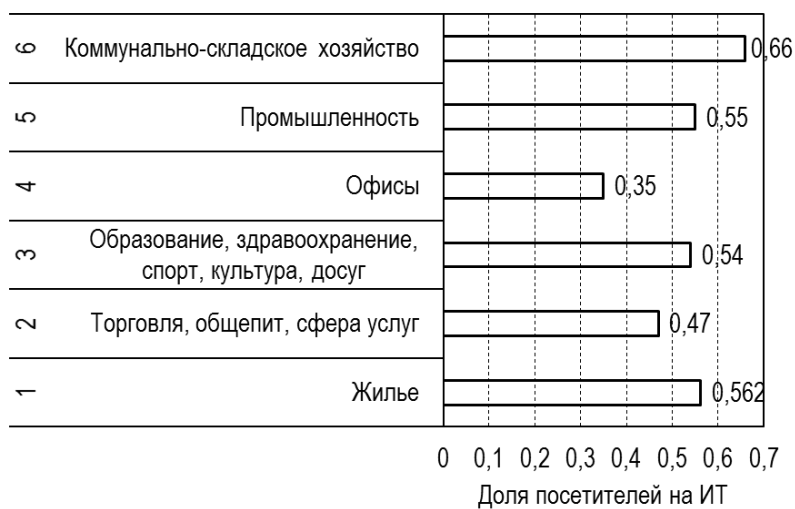 6 Коммунально-складское хозяйство 0,66
5 Промышленность 0,55
4 Офисы 0,35
3 Образование, здравоохранение,
спорт, культура, досуг 0,54
2 Торговля, общепит, сфера услуг 0,47
1 Жилье 0,562
0 0,1 0,2 0,3 0,4 0,5 0,6 0,7
Доля посетителей на ИТ